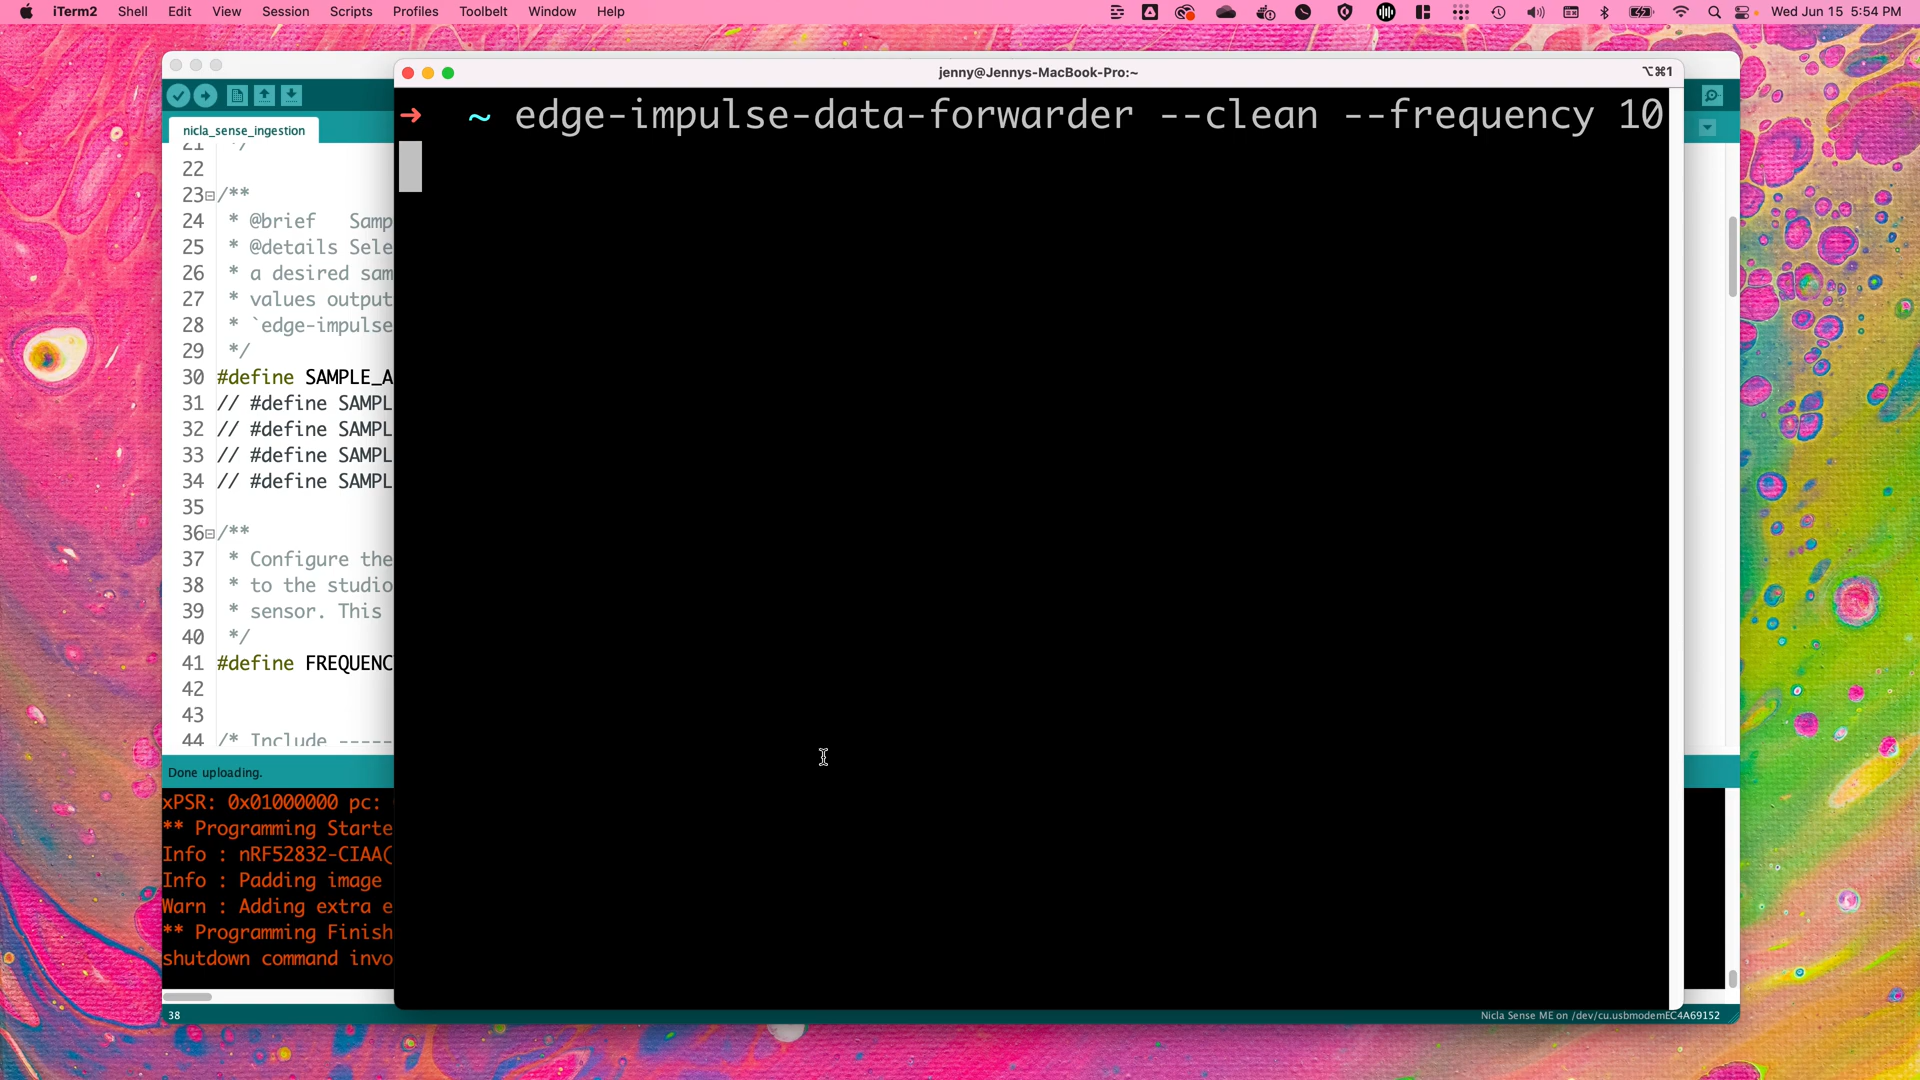 iTerm2 Shell Edit View Session Scripts Profiles Toolbelt Window Help Wed Jun 15 5:54 PM
jenny@Jennys-MacBook-Pro:~ ⌥⌘1
➜ ~ edge-impulse-data-forwarder --clean --frequency 10
nicla_sense_ingestion
21 */
22
23 /**
24 * @brief Samp
25 * @details Sele
26 * a desired sam
27 * values output
28 * `edge-impulse
29 */
30 #define SAMPLE_A
31 // #define SAMPL
32 // #define SAMPL
33 // #define SAMPL
34 // #define SAMPL
35
36 /**
37 * Configure the
38 * to the studio
39 * sensor. This
40 */
41 #define FREQUENC
42
43
44 /* Include -----
Done uploading.
xPSR: 0x01000000 pc:
** Programming Starte
Info : nRF52832-CIAA(
Info : Padding image
Warn : Adding extra e
** Programming Finish
shutdown command invo
38 Nicla Sense ME on /dev/cu.usbmodemEC4A69152